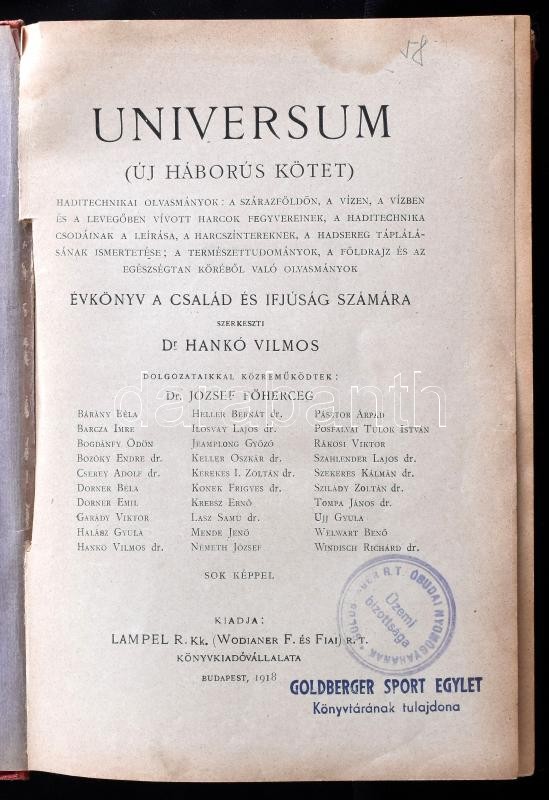 58
UNIVERSUM
(ÚJ HÁBORÚS KÖTET)
HADITECHNIKAI OLVASMÁNYOK: A SZÁRAZFÖLDÖN, A VÍZEN, A VÍZBEN
ÉS A LEVEGŐBEN VÍVOTT HARCOK FEGYVEREINEK, A HADITECHNIKA
CSODÁINAK A LEÍRÁSA, A HARCSZÍNTEREKNEK, A HADSEREG TÁPLÁLÁ-
SÁNAK ISMERTETÉSE; A TERMÉSZETTUDOMÁNYOK, A FÖLDRAJZ ÉS AZ
EGÉSZSÉGTAN KÖRÉBŐL VALÓ OLVASMÁNYOK
ÉVKÖNYV A CSALÁD ÉS IFJÚSÁG SZÁMÁRA
SZERKESZTI
Dr HANKÓ VILMOS
DOLGOZATAIKKAL KÖZREMŰKÖDTEK:
Dr. JÓZSEF FŐHERCEG
darabanth
BÁRÁNY BÉLA HELLER BERNÁT dr. PÁSZTOR ÁRPÁD
BARCZA IMRE ILOSVAY LAJOS dr. PÓSFALVAI TULOK ISTVÁN
BOGDÁNFY ÖDÖN JEAMPLONG GYŐZŐ RÁKOSI VIKTOR
BOZÓKY ENDRE dr. KELLER OSZKÁR dr. SZAHLENDER LAJOS dr.
CSEREY ADOLF dr. KEREKES I. ZOLTÁN dr. SZEKERES KÁLMÁN dr.
DORNER BÉLA KONEK FRIGYES dr. SZILÁDY ZOLTÁN dr.
DORNER EMIL KREBSZ ERNŐ TOMPA JÁNOS dr.
GARÁDY VIKTOR LASZ SAMU dr. UJJ GYULA
HALÁSZ GYULA MENDE JENŐ WELWART BENŐ
HANKÓ VILMOS dr. NÉMETH JÓZSEF WINDISCH RICHÁRD dr.
SOK KÉPPEL
R.T. ÓBUDAI NYOMÓGYÁRÁNAK
Üzemi
bizottsága
KIADJA:
LAMPEL R. Kk. (WODIANER F. ÉS FIAI) R. T.
KÖNYVKIADÓVÁLLALATA
BUDAPEST, 1918
GOLDBERGER SPORT EGYLET
Könyvtárának tulajdona